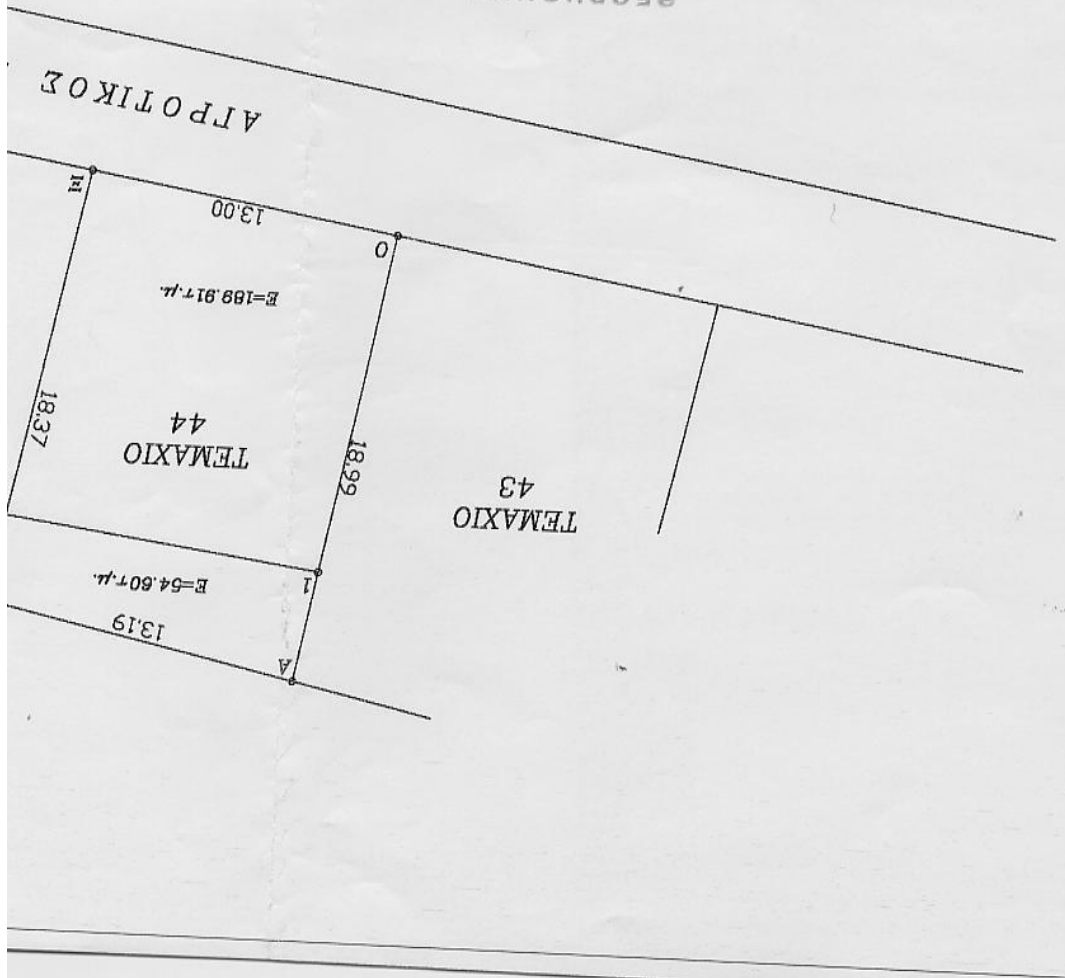 13.19
A
E=54.60τ.μ.
1
ΤΕΜΑΧΙΟ
43
ΤΕΜΑΧΙΟ
44
18.99
18.37
E=189.91τ.μ.
Ο
13.00
Ξ
ΑΓΡΟΤΙΚΟΣ